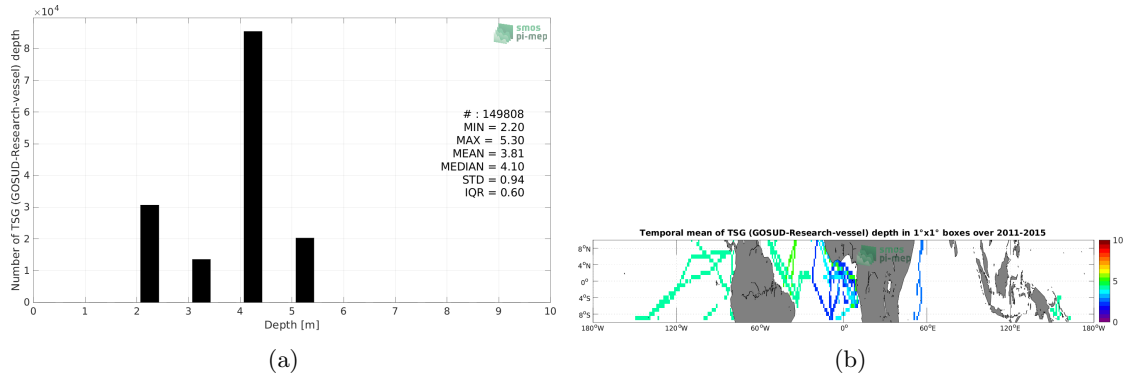 ×10⁴
8
7
6
5
4
3
2
1
0
Number of TSG (GOSUD-Research-vessel) depth
smos
pi-mep
# : 149808
MIN = 2.20
MAX = 5.30
MEAN = 3.81
MEDIAN = 4.10
STD = 0.94
IQR = 0.60
0 1 2 3 4 5 6 7 8 9 10
Depth [m]
(a)
Temporal mean of TSG (GOSUD-Research-vessel) depth in 1°x1° boxes over 2011-2015
smos
pi-mep
8°N
4°N
0°N
4°S
8°S
180°W 120°W 60°W 0° 60°E 120°E 180°W
10
5
0
(b)